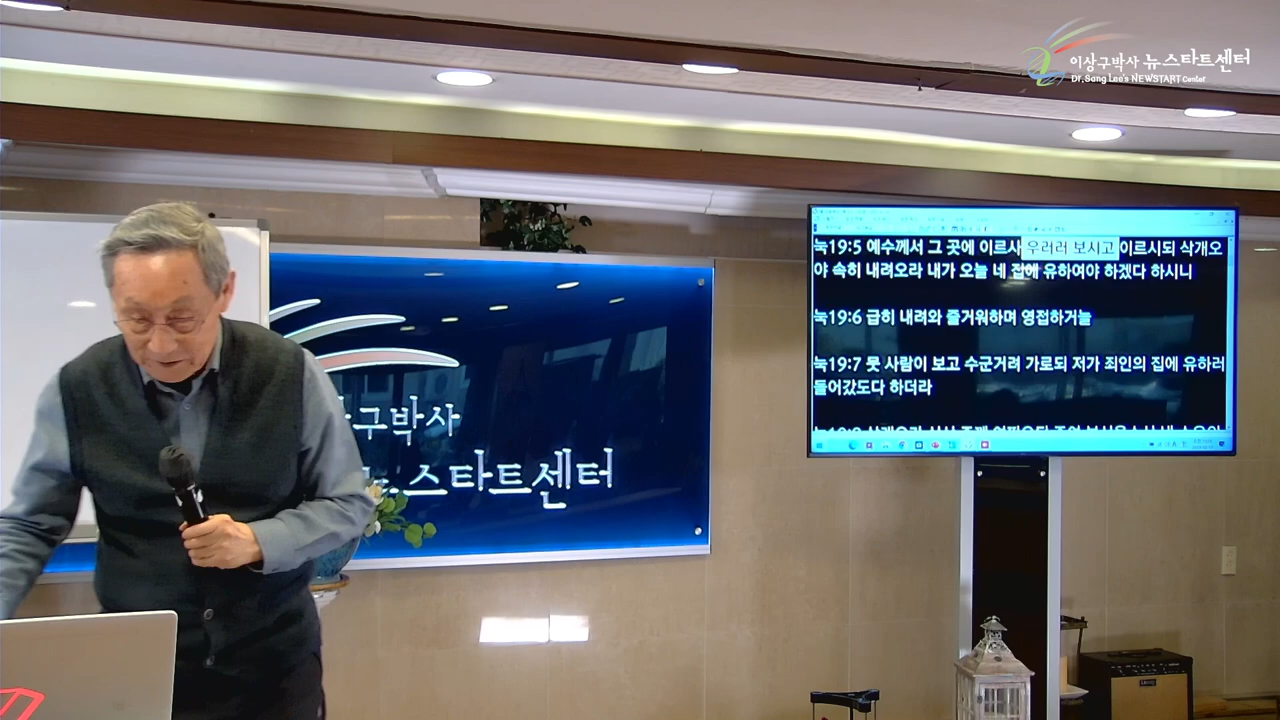 이상구박사 뉴스타트센터
Dr. Sang Lee's NEWSTART Center
눅19:5 예수께서 그 곳에 이르사 우러러 보시고 이르시되 삭개오
야 속히 내려오라 내가 오늘 네 집에 유하여야 하겠다 하시니
눅19:6 급히 내려와 즐거워하며 영접하거늘
눅19:7 뭇 사람이 보고 수군거려 가로되 저가 죄인의 집에 유하러
들어갔도다 하더라
구박사
스타트센터